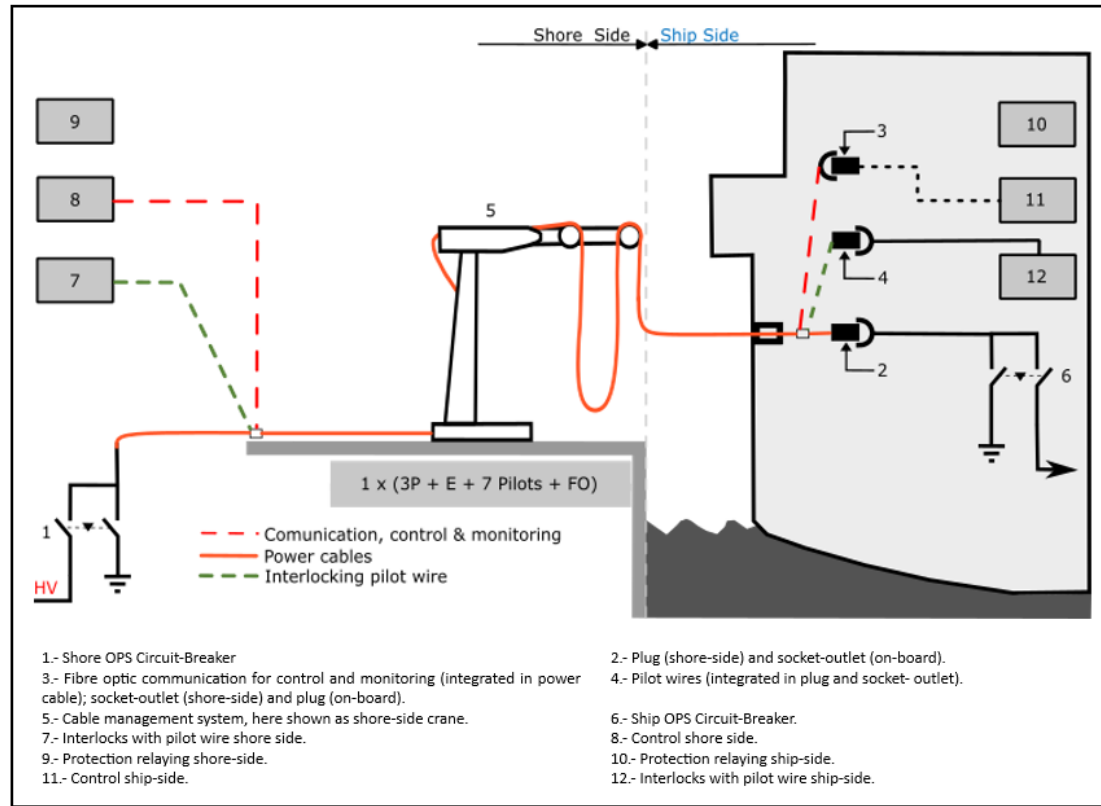 Shore Side
Ship Side
9
3
10
8
5
11
4
7
12
2
6
1 x (3P + E + 7 Pilots + FO)
1
Comunication, control & monitoring
Power cables
Interlocking pilot wire
HV
1.- Shore OPS Circuit-Breaker
2.- Plug (shore-side) and socket-outlet (on-board).
3.- Fibre optic communication for control and monitoring (integrated in power
cable); socket-outlet (shore-side) and plug (on-board).
4.- Pilot wires (integrated in plug and socket- outlet).
5.- Cable management system, here shown as shore-side crane.
6.- Ship OPS Circuit-Breaker.
7.- Interlocks with pilot wire shore side.
8.- Control shore side.
9.- Protection relaying shore-side.
10.- Protection relaying ship-side.
11.- Control ship-side.
12.- Interlocks with pilot wire ship-side.